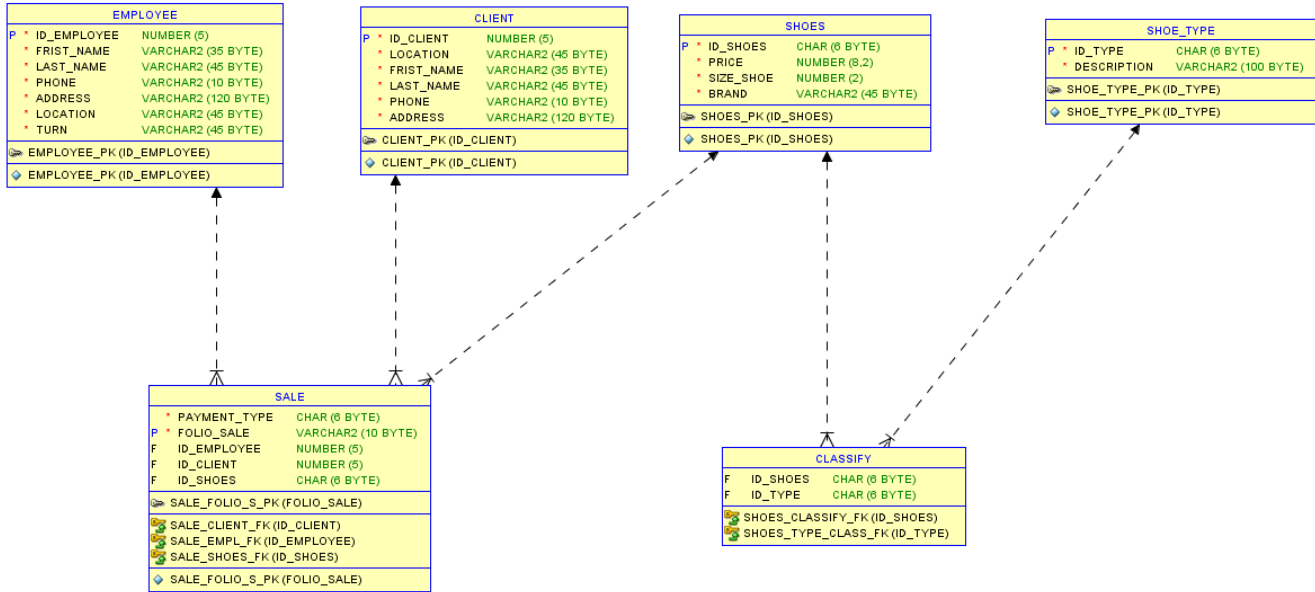 EMPLOYEE
P * ID_EMPLOYEE NUMBER (5)
* FRIST_NAME VARCHAR2 (35 BYTE)
* LAST_NAME VARCHAR2 (45 BYTE)
* PHONE VARCHAR2 (10 BYTE)
* ADDRESS VARCHAR2 (120 BYTE)
* LOCATION VARCHAR2 (45 BYTE)
* TURN VARCHAR2 (45 BYTE)
EMPLOYEE_PK (ID_EMPLOYEE)
EMPLOYEE_PK (ID_EMPLOYEE)
CLIENT
P * ID_CLIENT NUMBER (5)
* LOCATION VARCHAR2 (45 BYTE)
* FRIST_NAME VARCHAR2 (35 BYTE)
* LAST_NAME VARCHAR2 (45 BYTE)
* PHONE VARCHAR2 (10 BYTE)
* ADDRESS VARCHAR2 (120 BYTE)
CLIENT_PK (ID_CLIENT)
CLIENT_PK (ID_CLIENT)
SHOES
P * ID_SHOES CHAR (6 BYTE)
* PRICE NUMBER (8,2)
* SIZE_SHOE NUMBER (2)
* BRAND VARCHAR2 (45 BYTE)
SHOES_PK (ID_SHOES)
SHOES_PK (ID_SHOES)
SHOE_TYPE
P * ID_TYPE CHAR (6 BYTE)
* DESCRIPTION VARCHAR2 (100 BYTE)
SHOE_TYPE_PK (ID_TYPE)
SHOE_TYPE_PK (ID_TYPE)
SALE
* PAYMENT_TYPE CHAR (6 BYTE)
P * FOLIO_SALE VARCHAR2 (10 BYTE)
F ID_EMPLOYEE NUMBER (5)
F ID_CLIENT NUMBER (5)
F ID_SHOES CHAR (6 BYTE)
SALE_FOLIO_S_PK (FOLIO_SALE)
SALE_CLIENT_FK (ID_CLIENT)
SALE_EMPL_FK (ID_EMPLOYEE)
SALE_SHOES_FK (ID_SHOES)
SALE_FOLIO_S_PK (FOLIO_SALE)
CLASSIFY
F ID_SHOES CHAR (6 BYTE)
F ID_TYPE CHAR (6 BYTE)
SHOES_CLASSIFY_FK (ID_SHOES)
SHOES_TYPE_CLASS_FK (ID_TYPE)